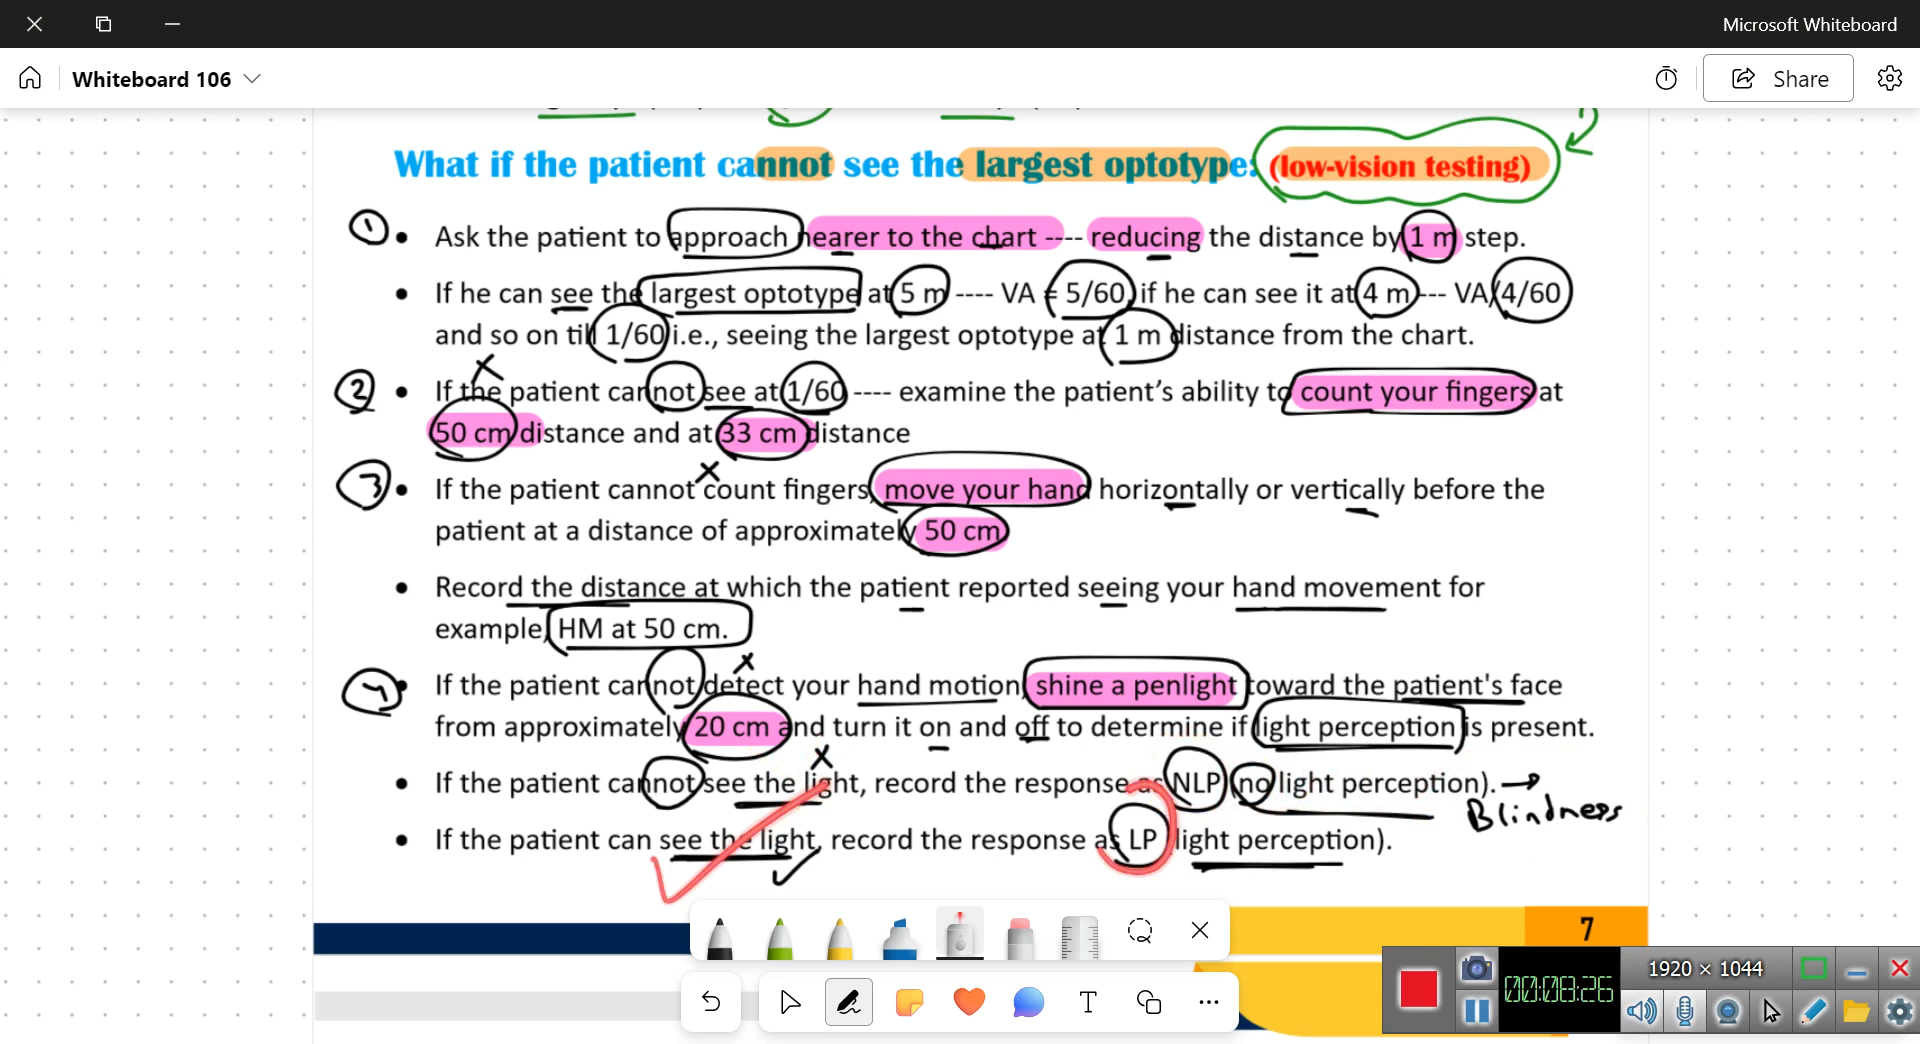 Microsoft Whiteboard
Whiteboard 106
Share
What if the patient cannot see the largest optotype: (low-vision testing)
1 • Ask the patient to approach nearer to the chart ---- reducing the distance by 1 m step.
• If he can see the largest optotype at 5 m ---- VA = 5/60, if he can see it at 4 m --- VA 4/60
and so on till 1/60 i.e., seeing the largest optotype at 1 m distance from the chart.
2 • If the patient cannot see at 1/60 ---- examine the patient's ability to count your fingers at
50 cm distance and at 33 cm distance
3 • If the patient cannot count fingers, move your hand horizontally or vertically before the
patient at a distance of approximately 50 cm
• Record the distance at which the patient reported seeing your hand movement for
example, HM at 50 cm.
4 • If the patient cannot detect your hand motion, shine a penlight toward the patient's face
from approximately 20 cm and turn it on and off to determine if light perception is present.
• If the patient cannot see the light, record the response as NLP (no light perception). →
Blindness
• If the patient can see the light, record the response as LP (light perception).
7
1920 × 1044
00:08:26